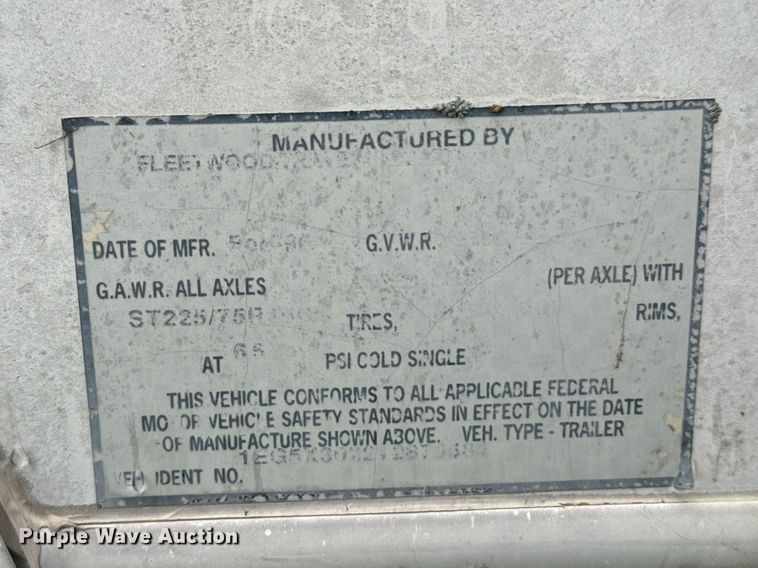 MANUFACTURED BY
FLEETWOOD TRAVEL
DATE OF MFR. G.V.W.R.
G.A.W.R. ALL AXLES (PER AXLE) WITH
ST225/75R TIRES, RIMS,
AT 65 PSI COLD SINGLE
THIS VEHICLE CONFORMS TO ALL APPLICABLE FEDERAL
MOTOR VEHICLE SAFETY STANDARDS IN EFFECT ON THE DATE
OF MANUFACTURE SHOWN ABOVE. VEH. TYPE - TRAILER
VEH IDENT NO.
Purple Wave Auction